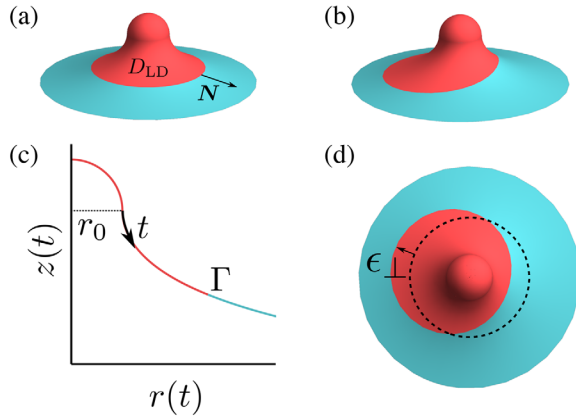 (a)
(b)
D_LD
N
(c)
(d)
z(t)
r_0
t
Γ
r(t)
ϵ_⊥